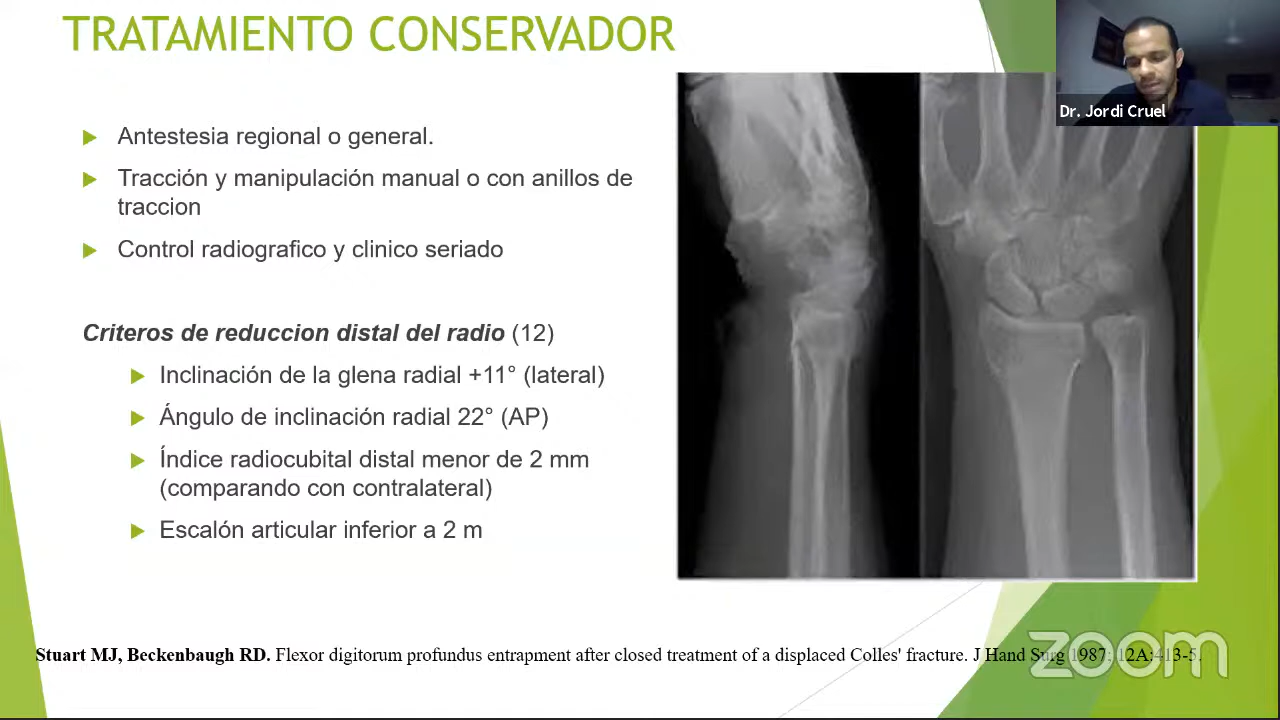 TRATAMIENTO CONSERVADOR
Dr. Jordi Cruel
Antestesia regional o general.
Tracción y manipulación manual o con anillos de
traccion
Control radiografico y clinico seriado
Criteros de reduccion distal del radio (12)
Inclinación de la glena radial +11° (lateral)
Ángulo de inclinación radial 22° (AP)
Índice radiocubital distal menor de 2 mm
(comparando con contralateral)
Escalón articular inferior a 2 m
Stuart MJ, Beckenbaugh RD. Flexor digitorum profundus entrapment after closed treatment of a displaced Colles' fracture. J Hand Surg 1987; 12A:413-5.
zoom